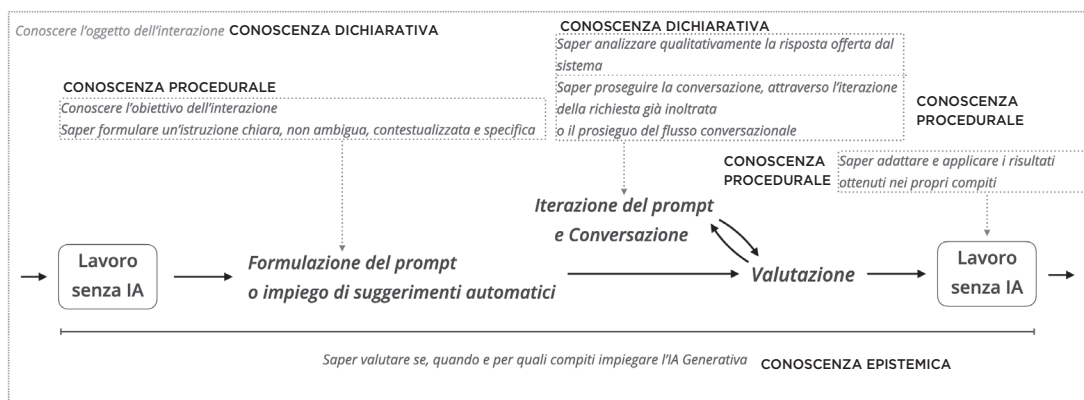 Conoscere l'oggetto dell'interazione CONOSCENZA DICHIARATIVA
CONOSCENZA PROCEDURALE
Conoscere l'obiettivo dell'interazione
Saper formulare un'istruzione chiara, non ambigua, contestualizzata e specifica
CONOSCENZA DICHIARATIVA
Saper analizzare qualitativamente la risposta offerta dal
sistema
Saper proseguire la conversazione, attraverso l'iterazione
della richiesta già inoltrata
o il prosieguo del flusso conversazionale
CONOSCENZA
PROCEDURALE
CONOSCENZA
PROCEDURALE
Saper adattare e applicare i risultati
ottenuti nei propri compiti
Iterazione del prompt
e Conversazione
Lavoro
senza IA
Formulazione del prompt
o impiego di suggerimenti automatici
Valutazione
Lavoro
senza IA
Saper valutare se, quando e per quali compiti impiegare l'IA Generativa CONOSCENZA EPISTEMICA